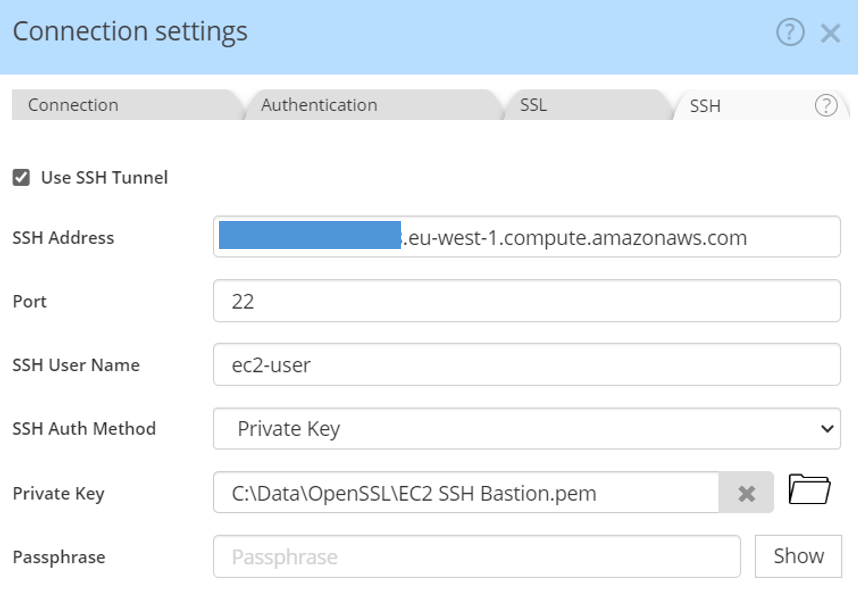 Connection settings ?
Connection Authentication SSL SSH ?
Use SSH Tunnel
SSH Address .eu-west-1.compute.amazonaws.com
Port 22
SSH User Name ec2-user
SSH Auth Method Private Key
Private Key C:\Data\OpenSSL\EC2 SSH Bastion.pem
Passphrase Passphrase Show